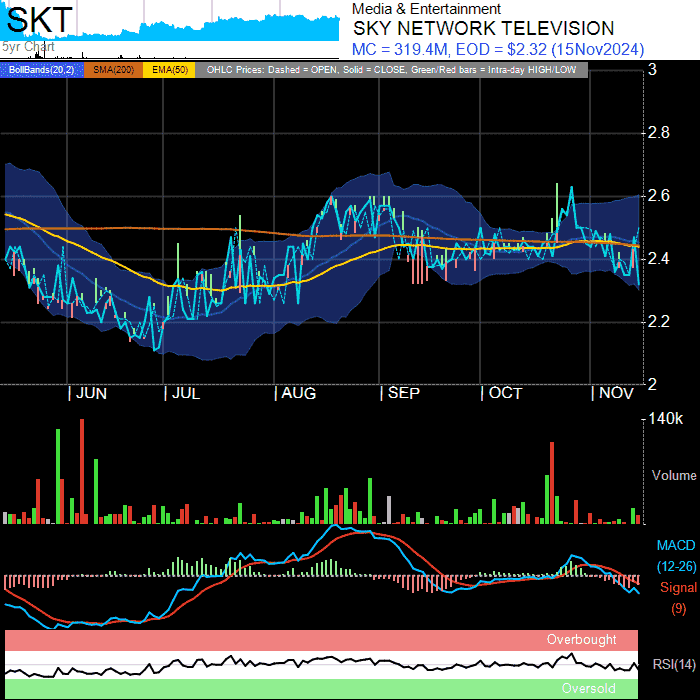 SKT
5yr Chart
Media & Entertainment
SKY NETWORK TELEVISION
MC = 319.4M, EOD = $2.32 (15Nov2024)
BollBands(20,2) SMA(200) EMA(50) OHLC Prices: Dashed = OPEN, Solid = CLOSE, Green/Red bars = Intra-day HIGH/LOW
3
2.8
2.6
2.4
2.2
2
| JUN | JUL | AUG | SEP | OCT | NOV
140k
Volume
MACD
(12-26)
Signal
(9)
Overbought
RSI(14)
Oversold